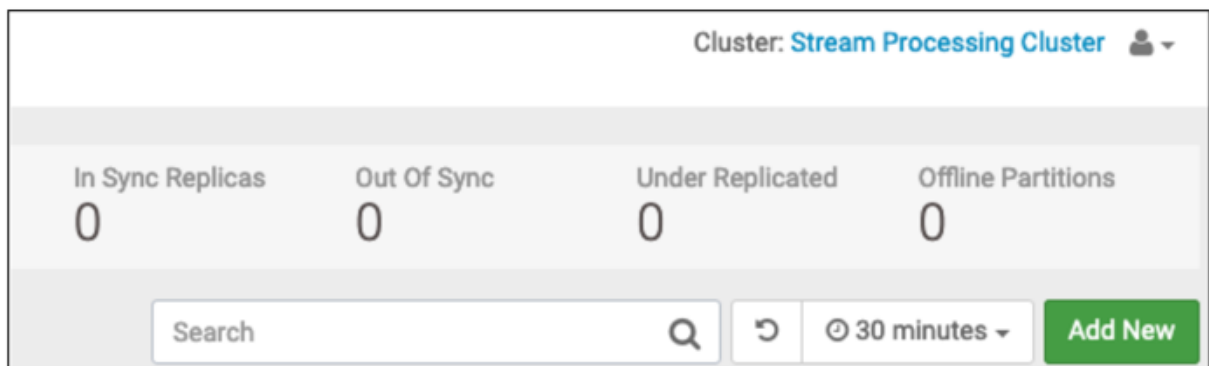 Cluster: Stream Processing Cluster
In Sync Replicas Out Of Sync Under Replicated Offline Partitions
0 0 0 0
Search 30 minutes Add New